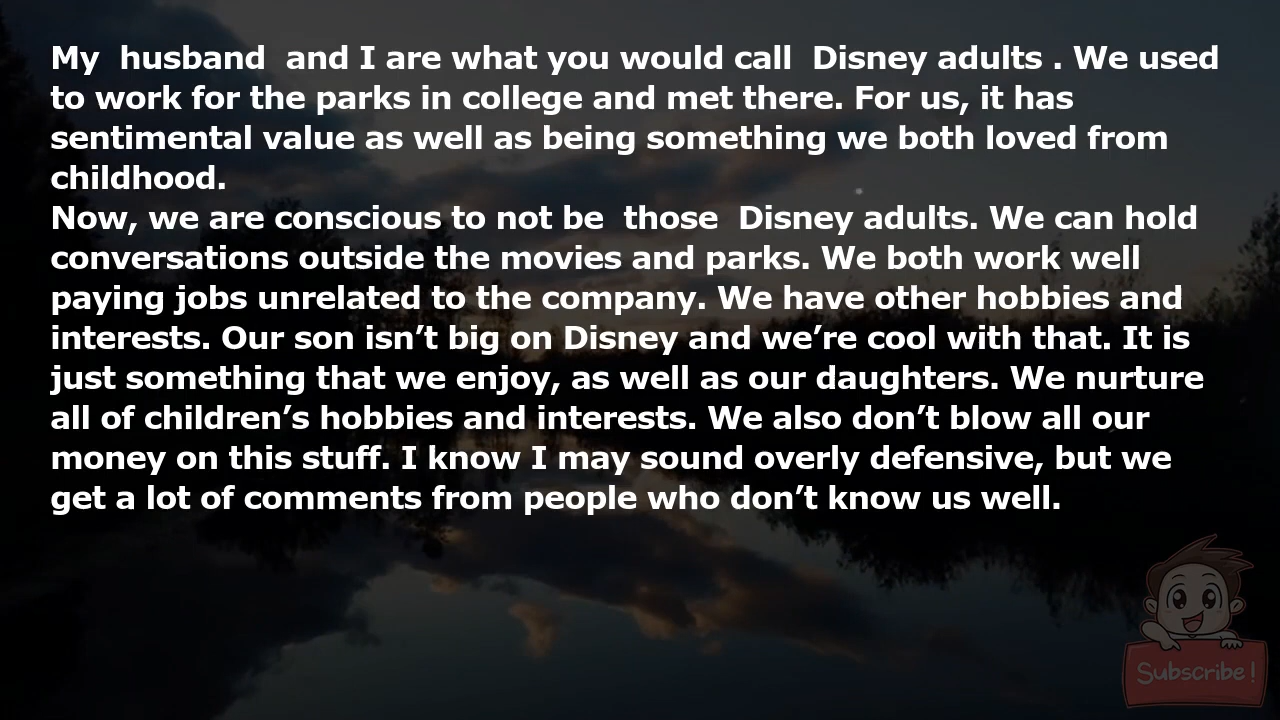 My  husband  and I are what you would call  Disney adults . We used
to work for the parks in college and met there. For us, it has
sentimental value as well as being something we both loved from
childhood.
Now, we are conscious to not be  those  Disney adults. We can hold
conversations outside the movies and parks. We both work well
paying jobs unrelated to the company. We have other hobbies and
interests. Our son isn’t big on Disney and we’re cool with that. It is
just something that we enjoy, as well as our daughters. We nurture
all of children’s hobbies and interests. We also don’t blow all our
money on this stuff. I know I may sound overly defensive, but we
get a lot of comments from people who don’t know us well.
Subscribe!